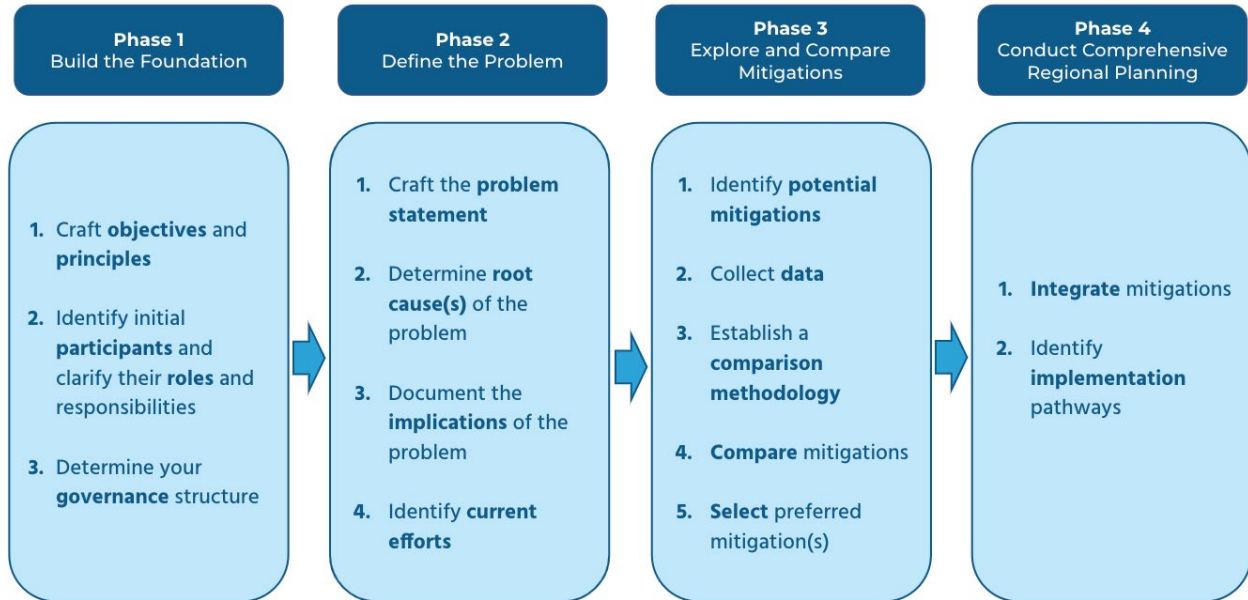 Phase 1
Build the Foundation
Phase 2
Define the Problem
Phase 3
Explore and Compare
Mitigations
Phase 4
Conduct Comprehensive
Regional Planning
1. Craft objectives and
principles
2. Identify initial
participants and
clarify their roles and
responsibilities
3. Determine your
governance structure
1. Craft the problem
statement
2. Determine root
cause(s) of the
problem
3. Document the
implications of the
problem
4. Identify current
efforts
1. Identify potential
mitigations
2. Collect data
3. Establish a
comparison
methodology
4. Compare mitigations
5. Select preferred
mitigation(s)
1. Integrate mitigations
2. Identify
implementation
pathways